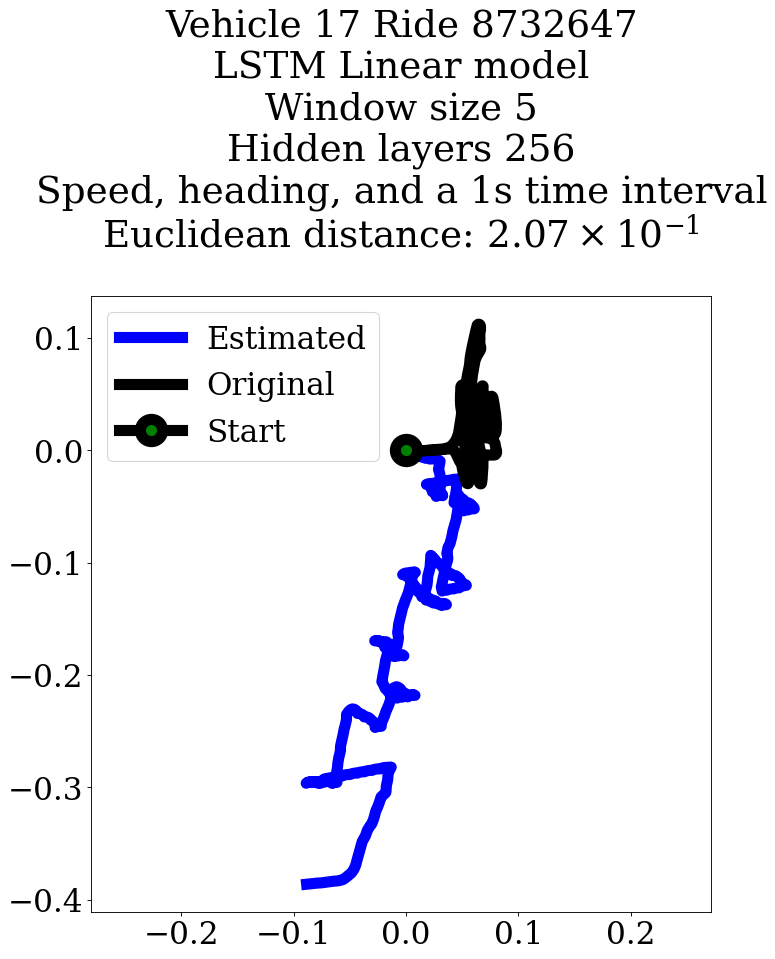 Vehicle 17 Ride 8732647
LSTM Linear model
Window size 5
Hidden layers 256
Speed, heading, and a 1s time interval
Euclidean distance: 2.07 × 10⁻¹
Estimated
Original
Start
0.1
0.0
−0.1
−0.2
−0.3
−0.4
−0.2 −0.1 0.0 0.1 0.2